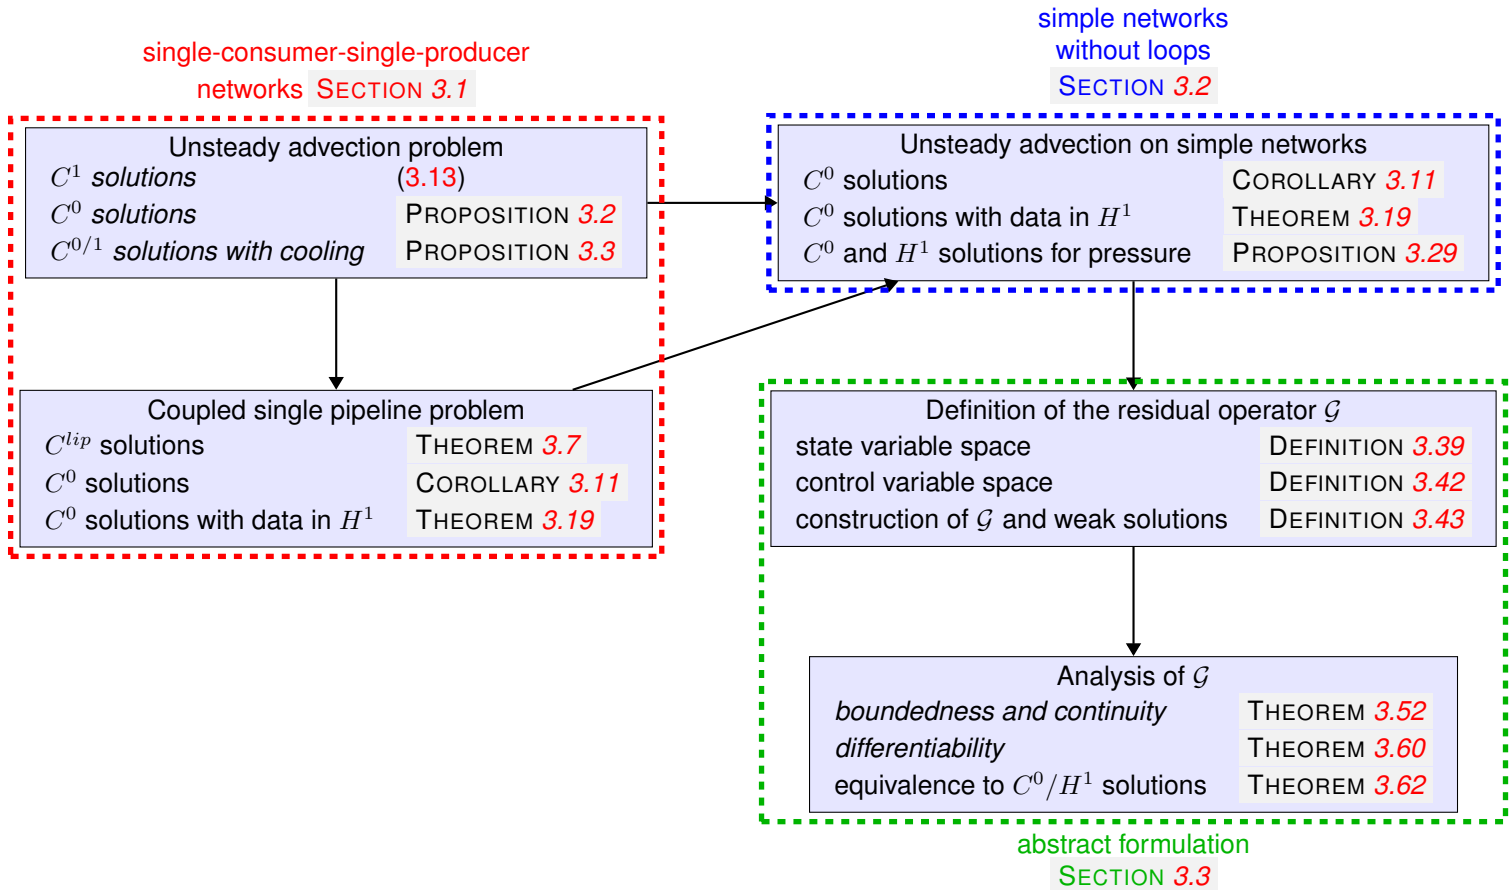 single-consumer-single-producer
networks SECTION 3.1
Unsteady advection problem
C^1 solutions (3.13)
C^0 solutions PROPOSITION 3.2
C^{0/1} solutions with cooling PROPOSITION 3.3
Coupled single pipeline problem
C^{lip} solutions THEOREM 3.7
C^0 solutions COROLLARY 3.11
C^0 solutions with data in H^1 THEOREM 3.19
simple networks
without loops
SECTION 3.2
Unsteady advection on simple networks
C^0 solutions COROLLARY 3.11
C^0 solutions with data in H^1 THEOREM 3.19
C^0 and H^1 solutions for pressure PROPOSITION 3.29
Definition of the residual operator 𝒢
state variable space DEFINITION 3.39
control variable space DEFINITION 3.42
construction of 𝒢 and weak solutions DEFINITION 3.43
Analysis of 𝒢
boundedness and continuity THEOREM 3.52
differentiability THEOREM 3.60
equivalence to C^0/H^1 solutions THEOREM 3.62
abstract formulation
SECTION 3.3